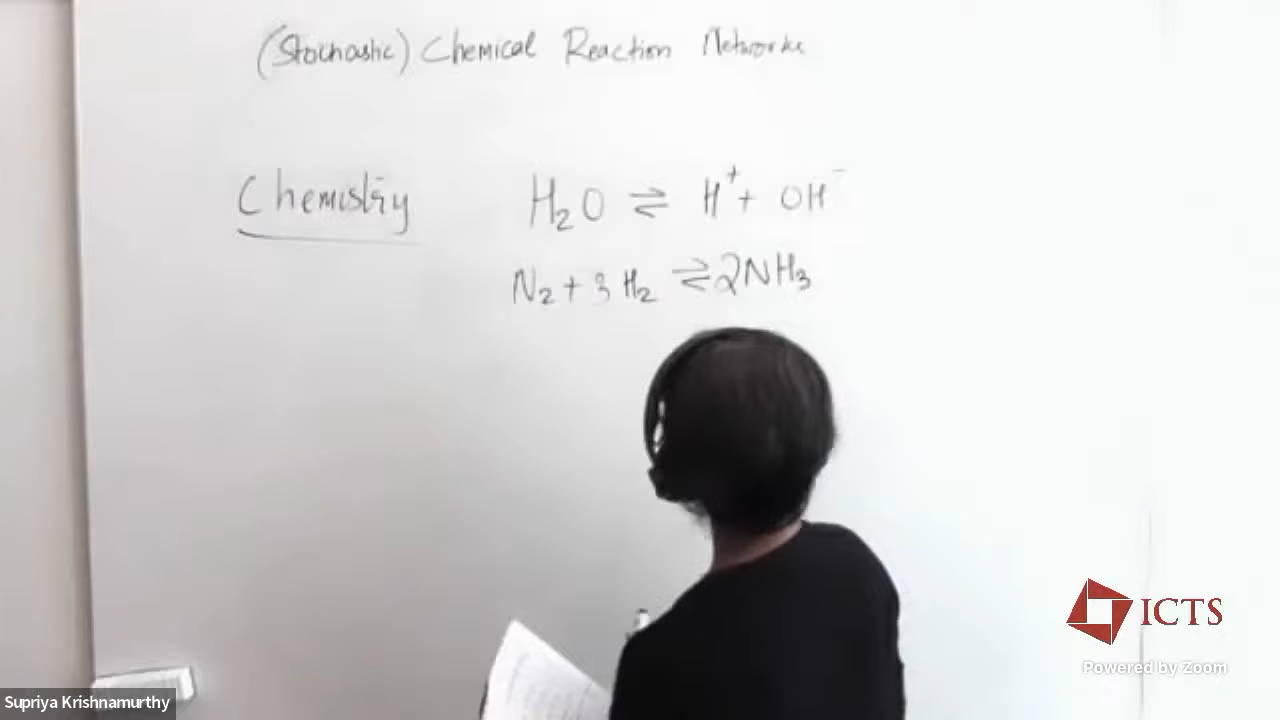 (Stochastic) Chemical Reaction Networks
Chemistry
H₂O ⇌ H⁺ + OH⁻
N₂ + 3 H₂ ⇌ 2NH₃
ICTS
Powered by Zoom
Supriya Krishnamurthy